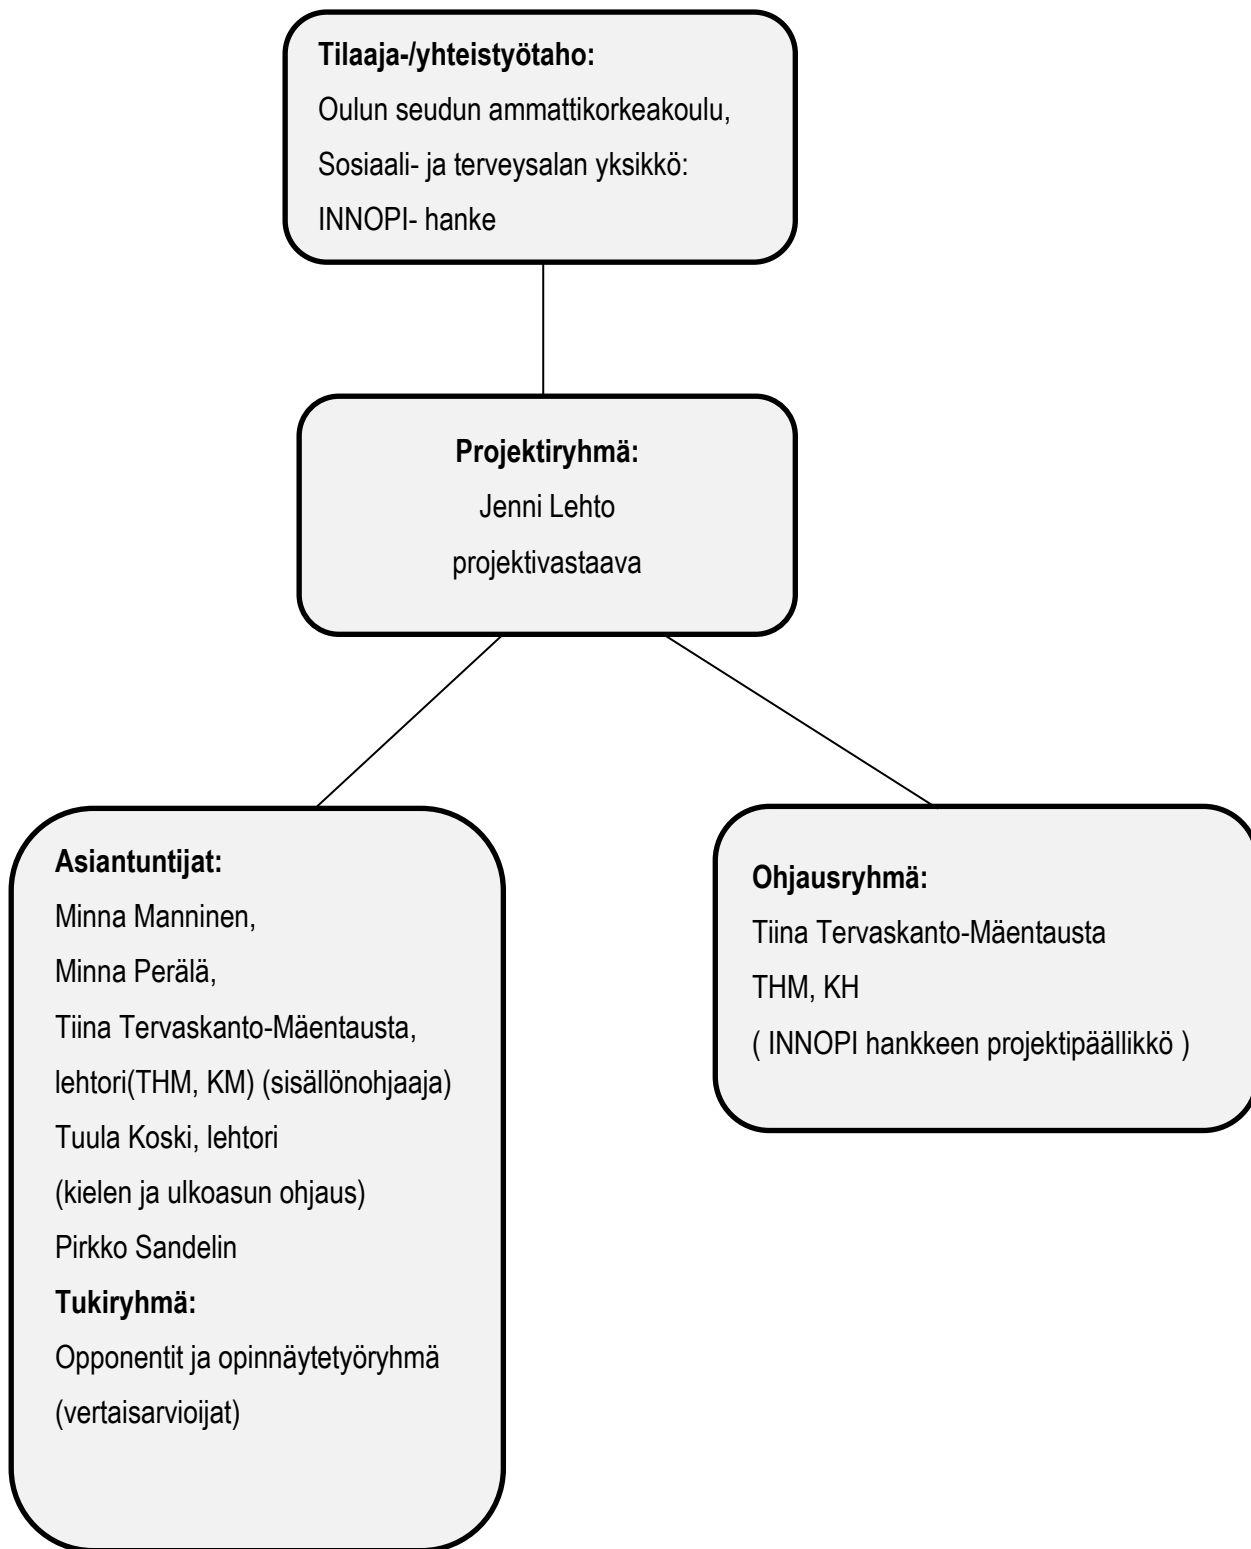 Tilaaja-/yhteistyötaho:
Oulun seudun ammattikorkeakoulu,
Sosiaali- ja terveysalan yksikkö:
INNOPI- hanke
Projektiryhmä:
Jenni Lehto
projektivastaava
Asiantuntijat:
Minna Manninen,
Minna Perälä,
Tiina Tervaskanto-Mäentausta,
lehtori(THM, KM) (sisällönohjaaja)
Tuula Koski, lehtori
(kielen ja ulkoasun ohjaus)
Pirkko Sandelin
Tukiryhmä:
Opponentit ja opinnäytetyöryhmä
(vertaisarvioijat)
Ohjausryhmä:
Tiina Tervaskanto-Mäentausta
THM, KH
( INNOPI hankkeen projektipäällikkö )